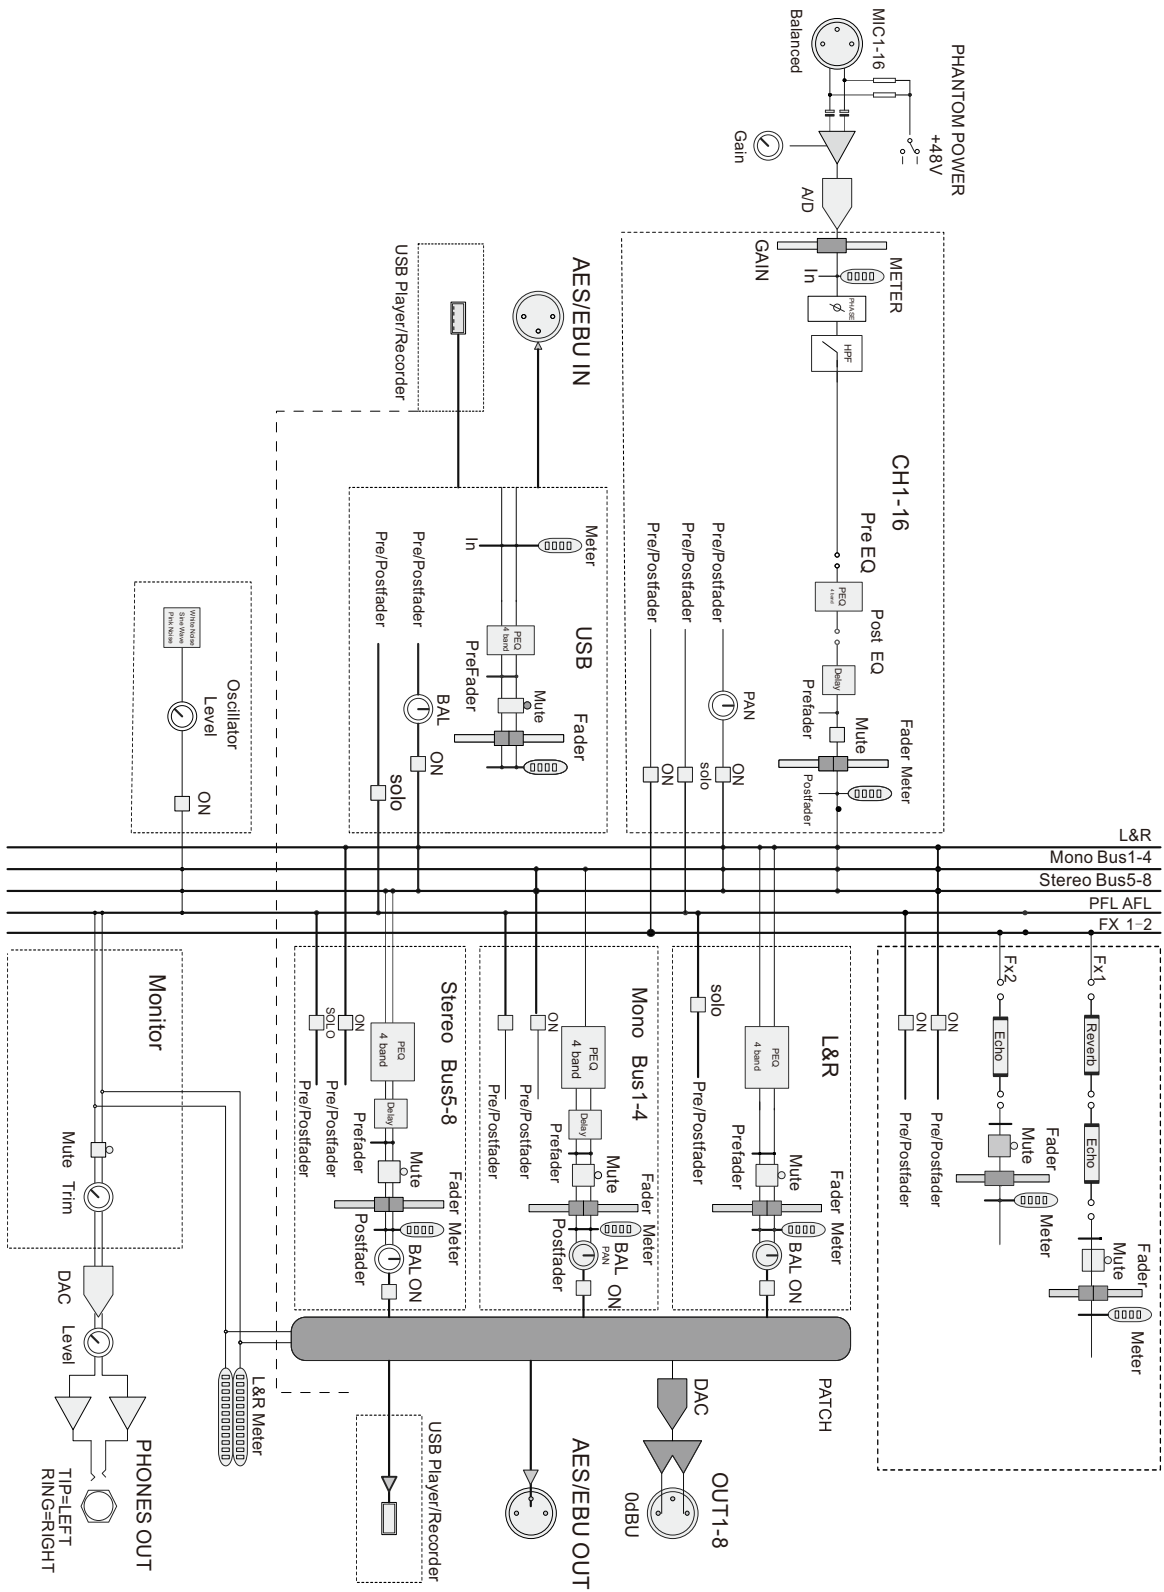 MIC1-16
Balanced
PHANTOM POWER
+48V
Gain
A/D
GAIN
METER
In
PHASE
Ø
HPF
CH1-16
Pre EQ
PEQ
4 band
Post EQ
Delay
Prefader
Mute
Fader
Meter
Postfader
Pre/Postfader
Pre/Postfader
Pre/Postfader
PAN
ON
solo
ON
USB Player/Recorder
AES/EBU IN
Meter
In
Pre/Postfader
Pre/Postfader
USB
PEQ
4 band
PreFader
Mute
Fader
BAL
ON
solo
White Noise
Sine Wave
Pink Noise
Oscillator
Level
ON
L&R
Mono Bus1-4
Stereo Bus5-8
PFL AFL
FX 1-2
Fx1
Fx2
Reverb
Echo
Echo
Mute
Fader
Meter
Mute
Fader
Meter
ON
ON
Pre/Postfader
Pre/Postfader
L&R
solo
PEQ
4 band
Pre/Postfader
Prefader
Mute
Fader
Meter
BAL
ON
Mono Bus1-4
ON
PEQ
4 band
Delay
Pre/Postfader
Pre/Postfader
Prefader
Mute
Fader
Meter
Postfader
BAL
PAN
ON
Stereo Bus5-8
ON
SOLO
PEQ
4 band
Delay
Pre/Postfader
Pre/Postfader
Prefader
Mute
Fader
Meter
Postfader
BAL
ON
Monitor
Mute
Trim
DAC
Level
L&R Meter
PHONES OUT
TIP=LEFT
RING=RIGHT
PATCH
DAC
OUT1-8
0dBU
AES/EBU OUT
USB Player/Recorder